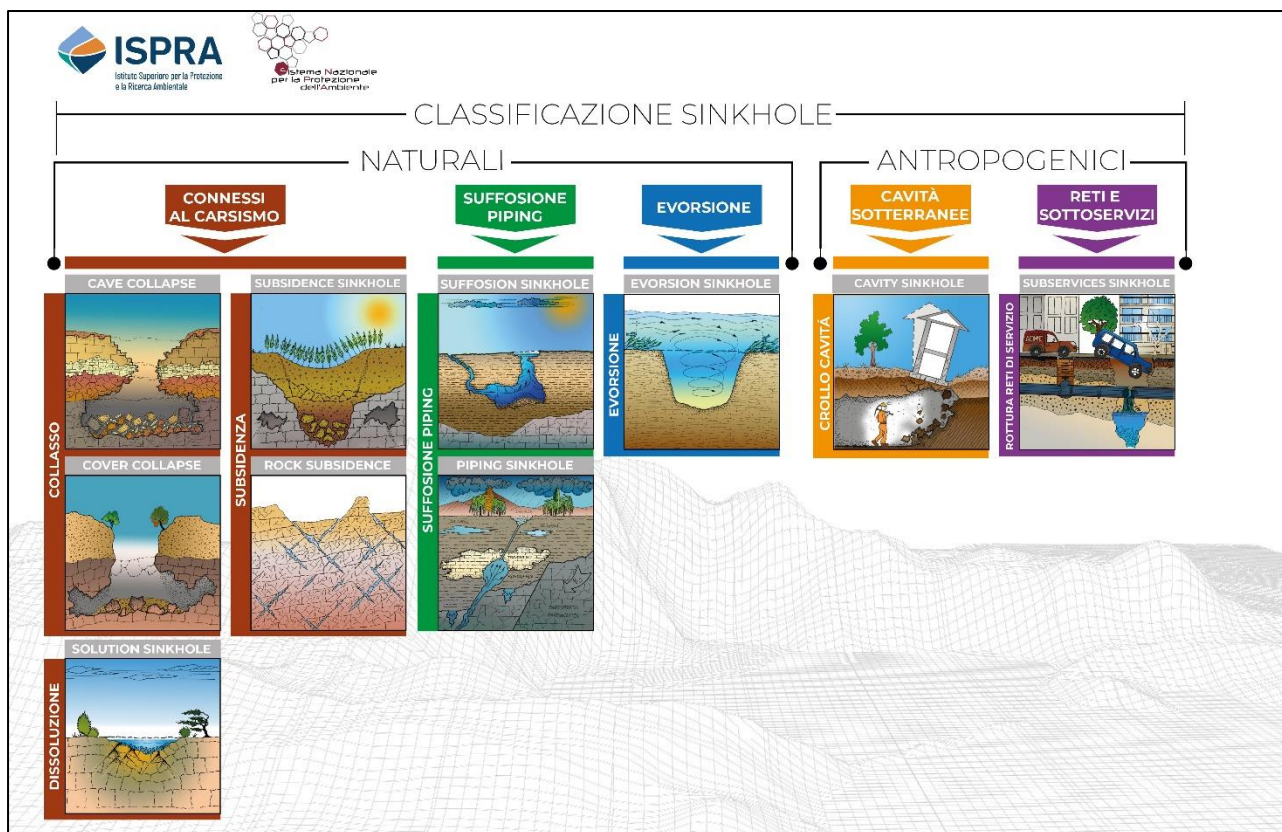 ISPRA
Istituto Superiore per la Protezione
e la Ricerca Ambientale
Sistema Nazionale
per la Protezione
dell'Ambiente
CLASSIFICAZIONE SINKHOLE
NATURALI
ANTROPOGENICI
CONNESSI
AL CARSISMO
SUFFOSIONE
PIPING
EVORSIONE
CAVITÀ
SOTTERRANEE
RETI E
SOTTOSERVIZI
COLLASSO
CAVE COLLAPSE
COVER COLLAPSE
DISSOLUZIONE
SOLUTION SINKHOLE
SUBSIDENZA
SUBSIDENCE SINKHOLE
ROCK SUBSIDENCE
SUFFOSIONE PIPING
SUFFOSION SINKHOLE
PIPING SINKHOLE
EVORSIONE
EVORSION SINKHOLE
CROLLO CAVITÀ
CAVITY SINKHOLE
ROTTURA RETI DI SERVIZIO
SUBSERVICES SINKHOLE
ACME